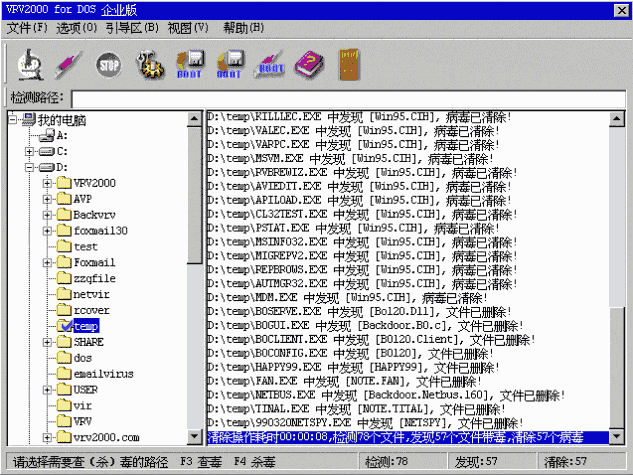 VRV2000 for DOS 企业版
文件(F) 选项(O) 引导区(B) 视图(V) 帮助(H)
STOP BOOT BOOT BOOT
检测路径:
我的电脑
A:
C:
D:
VRV2000
AVP
Backvrv
foxmail30
test
Foxmail
zzqfile
netvir
rcover
temp
SHARE
dos
emailvirus
USER
vir
VRV
vrv2000.com
D:\temp\KILLLEC.EXE 中发现 [Win95.CIH], 病毒已清除!
D:\temp\VALEC.EXE 中发现 [Win95.CIH], 病毒已清除!
D:\temp\VARPC.EXE 中发现 [Win95.CIH], 病毒已清除!
D:\temp\MSVM.EXE 中发现 [Win95.CIH], 病毒已清除!
D:\temp\PVBREWIZ.EXE 中发现 [Win95.CIH], 病毒已清除!
D:\temp\AVIEDIT.EXE 中发现 [Win95.CIH], 病毒已清除!
D:\temp\APILOAD.EXE 中发现 [Win95.CIH], 病毒已清除!
D:\temp\CL32TEST.EXE 中发现 [Win95.CIH], 病毒已清除!
D:\temp\PSTAT.EXE 中发现 [Win95.CIH], 病毒已清除!
D:\temp\MSINFO32.EXE 中发现 [Win95.CIH], 病毒已清除!
D:\temp\MIGREPV2.EXE 中发现 [Win95.CIH], 病毒已清除!
D:\temp\REPBROWS.EXE 中发现 [Win95.CIH], 病毒已清除!
D:\temp\AUTMGR32.EXE 中发现 [Win95.CIH], 病毒已清除!
D:\temp\MDM.EXE 中发现 [Win95.CIH], 病毒已清除!
D:\temp\BOSERVE.EXE 中发现 [Bo120.Dll], 文件已删除!
D:\temp\BOGUI.EXE 中发现 [Backdoor.BO.c], 文件已删除!
D:\temp\BOCLIENT.EXE 中发现 [BO120.Client], 文件已删除!
D:\temp\BOCONFIG.EXE 中发现 [BO120], 文件已删除!
D:\temp\HAPPY99.EXE 中发现 [HAPPY99], 文件已删除!
D:\temp\FAN.EXE 中发现 [NOTE.FAN], 文件已删除!
D:\temp\NETBUS.EXE 中发现 [Backdoor.Netbus.160], 文件已删除!
D:\temp\TINAL.EXE 中发现 [NOTE.TITAL], 文件已删除!
D:\temp\990320NETSPY.EXE 中发现 [NETSPY], 文件已删除!
清除操作耗时00:00:08,检测78个文件,发现57个文件带毒,清除57个病毒
请选择需要查（杀）毒的路径 F3 查毒 F4 杀毒 检测:78 发现:57 清除:57